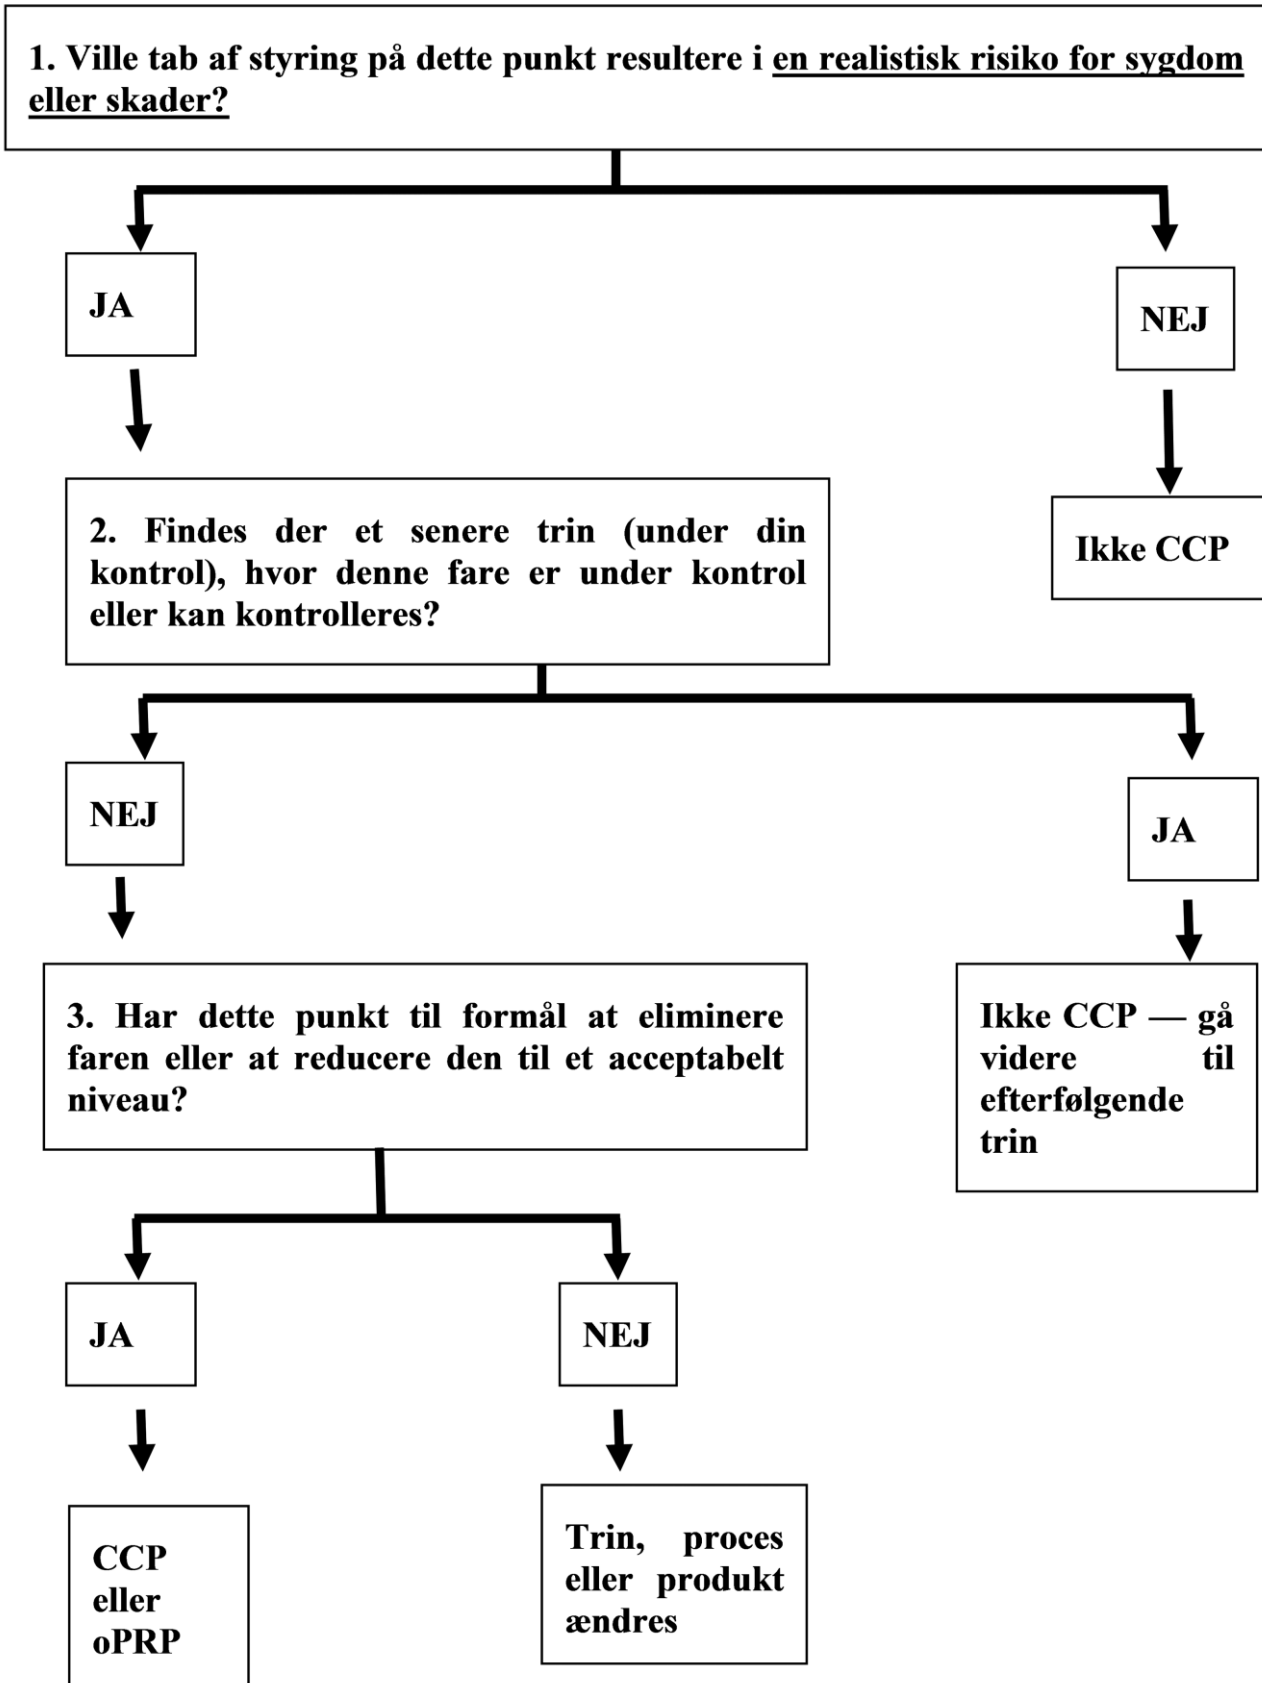 1. Ville tab af styring på dette punkt resultere i en realistisk risiko for sygdom
eller skader?
JA
NEJ
2. Findes der et senere trin (under din
kontrol), hvor denne fare er under kontrol
eller kan kontrolleres?
Ikke CCP
NEJ
JA
3. Har dette punkt til formål at eliminere
faren eller at reducere den til et acceptabelt
niveau?
Ikke CCP — gå
videre til
efterfølgende
trin
JA
NEJ
CCP
eller
oPRP
Trin, proces
eller produkt
ændres